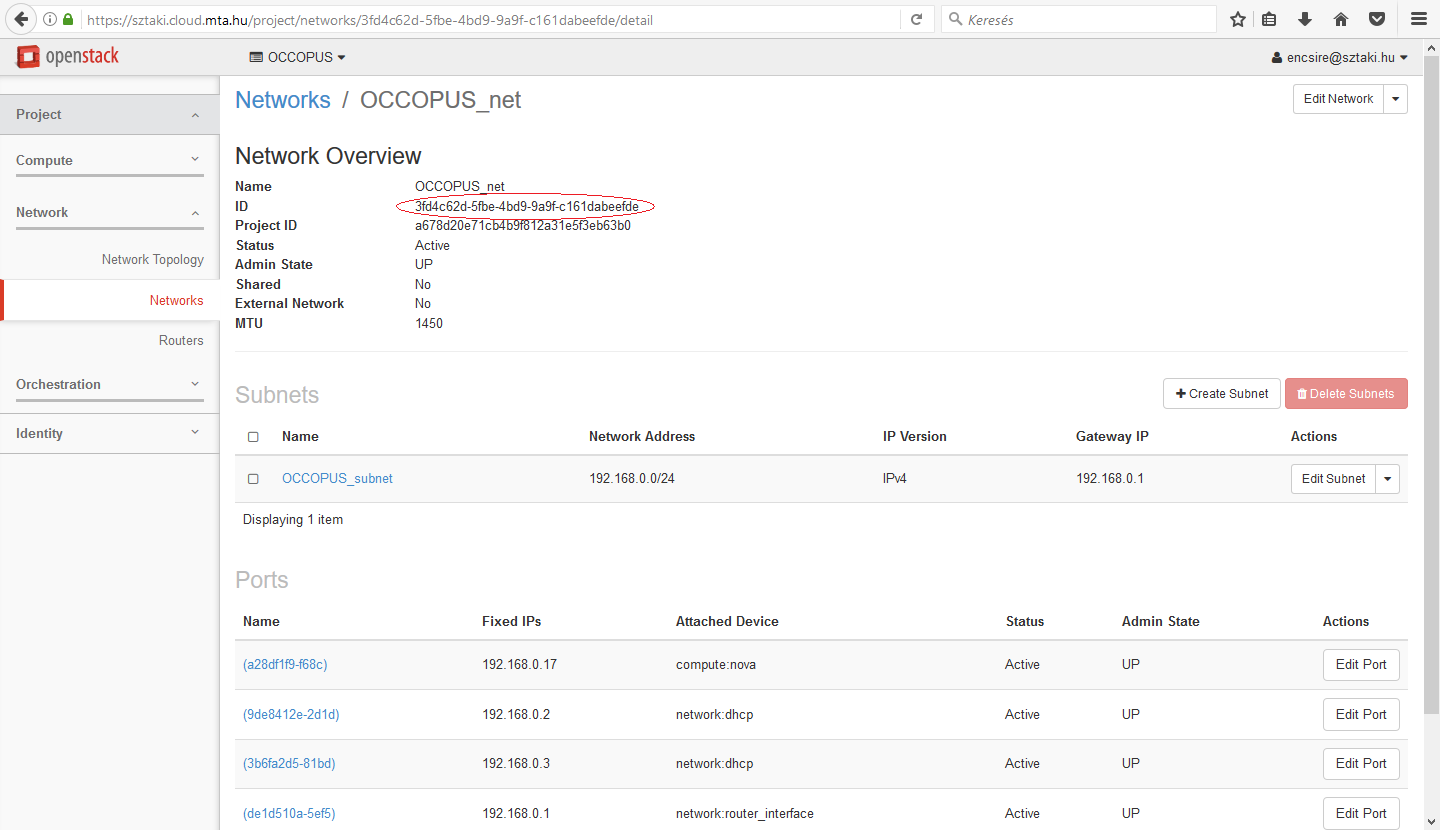 https://sztaki.cloud.mta.hu/project/networks/3fd4c62d-5fbe-4bd9-9a9f-c161dabeefde/detail
Keresés
openstack
OCCOPUS
encsire@sztaki.hu
Project
Compute
Network
Network Topology
Networks
Routers
Orchestration
Identity
Networks / OCCOPUS_net
Edit Network
Network Overview
Name OCCOPUS_net
ID 3fd4c62d-5fbe-4bd9-9a9f-c161dabeefde
Project ID a678d20e71cb4b9f812a31e5f3eb63b0
Status Active
Admin State UP
Shared No
External Network No
MTU 1450
Subnets
Create Subnet Delete Subnets
Name Network Address IP Version Gateway IP Actions
OCCOPUS_subnet 192.168.0.0/24 IPv4 192.168.0.1 Edit Subnet
Displaying 1 item
Ports
Name Fixed IPs Attached Device Status Admin State Actions
(a28df1f9-f68c) 192.168.0.17 compute:nova Active UP Edit Port
(9de8412e-2d1d) 192.168.0.2 network:dhcp Active UP Edit Port
(3b6fa2d5-81bd) 192.168.0.3 network:dhcp Active UP Edit Port
(de1d510a-5ef5) 192.168.0.1 network:router_interface Active UP Edit Port